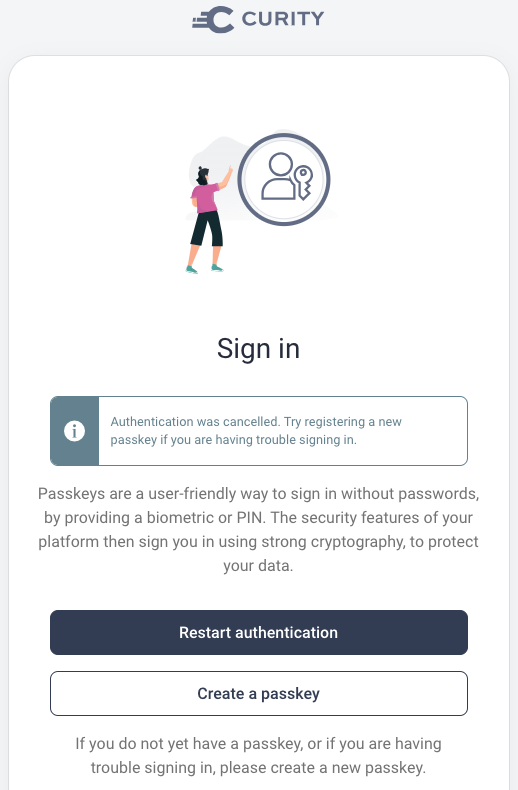 CURITY
Sign in
Authentication was cancelled. Try registering a new
passkey if you are having trouble signing in.
Passkeys are a user-friendly way to sign in without passwords,
by providing a biometric or PIN. The security features of your
platform then sign you in using strong cryptography, to protect
your data.
Restart authentication
Create a passkey
If you do not yet have a passkey, or if you are having
trouble signing in, please create a new passkey.